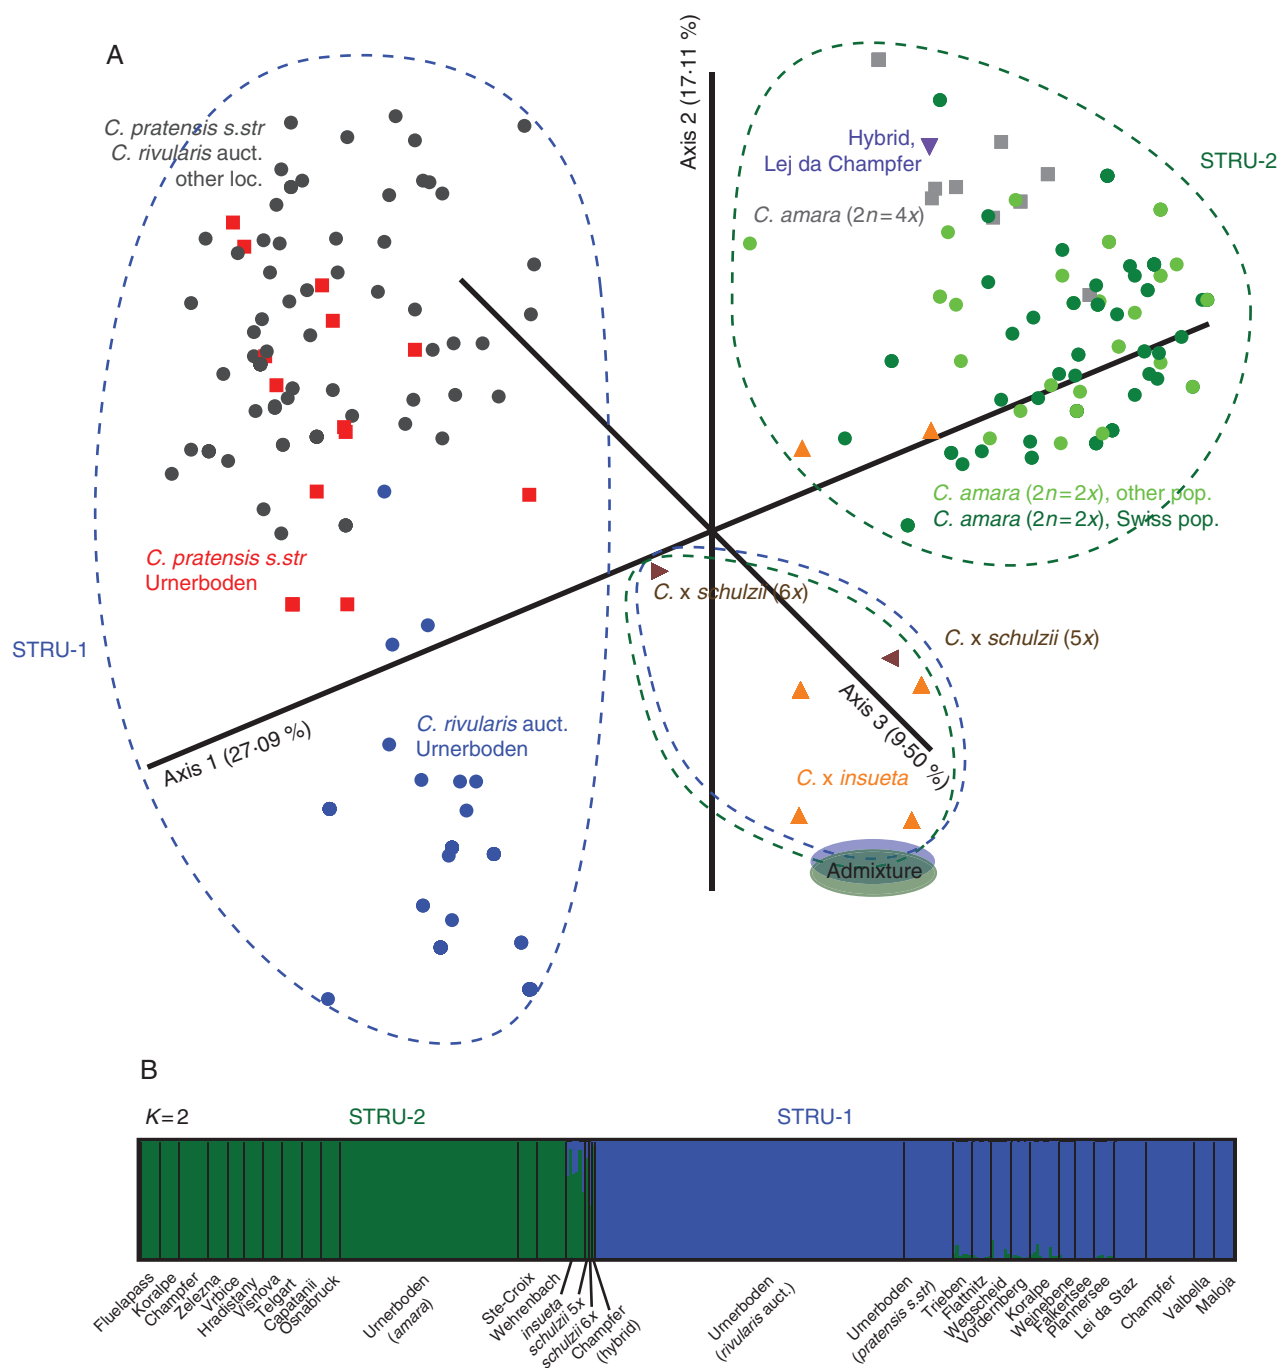 A
C. pratensis s.str
C. rivularis auct.
other loc.
Axis 2 (17·11 %)
Hybrid,
Lej da Champfer
STRU-2
C. amara (2n=4x)
C. amara (2n=2x), other pop.
C. amara (2n=2x), Swiss pop.
C. pratensis s.str
Urnerboden
C. x schulzii (6x)
C. x schulzii (5x)
STRU-1
Axis 3 (9·50 %)
C. rivularis auct.
Urnerboden
Axis 1 (27·09 %)
C. x insueta
Admixture
B
K=2
STRU-2
STRU-1
Fluelapass
Koralpe
Champfer
Zelezna
Vrbice
Hradistany
Visnova
Telgart
Capatanii
Osnabruck
Urnerboden
(amara)
Ste-Croix
Wehrenbach
insueta
schulzii 5x
schulzii 6x
Champfer
(hybrid)
Urnerboden
(rivularis auct.)
Urnerboden
(pratensis s.str)
Trieben
Flattnitz
Wegscheid
Vordernberg
Koralpe
Weinebene
Falkertsee
Plannersee
Lei da Staz
Champfer
Valbella
Maloja